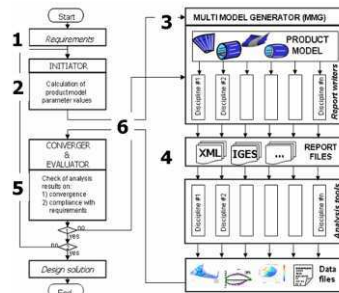 Start
1
Requirements
INITIATOR
2
Calculation of
productmodel
parameter values
6
CONVERGER
&
EVALUATOR
Check of analysis
results on:
1) convergence
2) compliance with
requirements
5
no
yes
no
yes
Design solution
End
3
MULTI MODEL GENERATOR (MMG)
PRODUCT
MODEL
Discipline #1
Discipline #2
Discipline #n
Report writers
4
XML
IGES
...
REPORT
FILES
Discipline #1
Discipline #2
Discipline #n
Analysis tools
Data
files